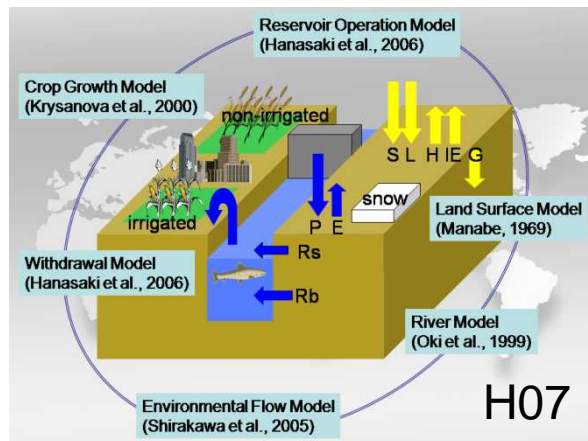 Reservoir Operation Model
(Hanasaki et al., 2006)
Crop Growth Model
(Krysanova et al., 2000)
non-irrigated
S L H lE G
snow
irrigated
P E
Land Surface Model
(Manabe, 1969)
Withdrawal Model
(Hanasaki et al., 2006)
Rs
Rb
River Model
(Oki et al., 1999)
Environmental Flow Model
(Shirakawa et al., 2005)
H07